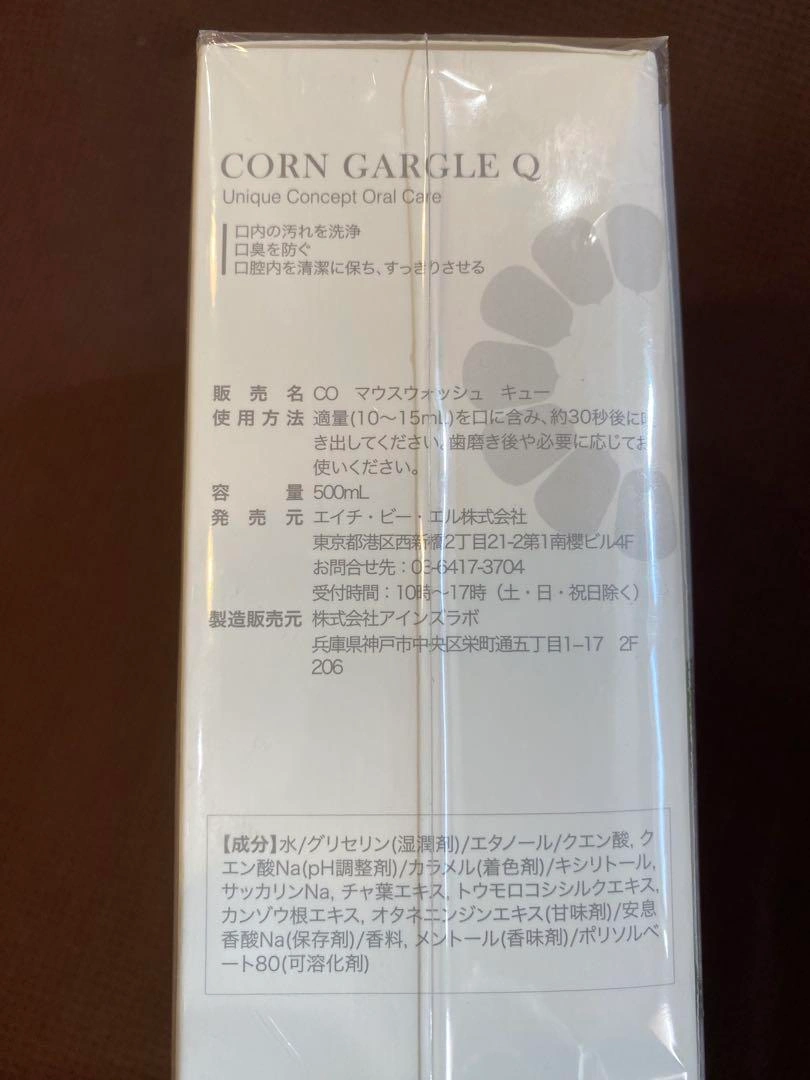 CORN GARGLE Q
Unique Concept Oral Care
口内の汚れを洗浄
口臭を防ぐ
口腔内を清潔に保ち、すっきりさせる
販売名 CO マウスウォッシュ キュー
使用方法 適量(10〜15mL)を口に含み、約30秒後に吐
き出してください。歯磨き後や必要に応じてお
使いください。
容量 500mL
発売元 エイチ・ビー・エル株式会社
東京都港区西新橋2丁目21-2第1南櫻ビル4F
お問合せ先：03-6417-3704
受付時間：10時〜17時（土・日・祝日除く）
製造販売元 株式会社アインズラボ
兵庫県神戸市中央区栄町通五丁目1−17 2F
206
【成分】水/グリセリン(湿潤剤)/エタノール/クエン酸, ク
エン酸Na(pH調整剤)/カラメル(着色剤)/キシリトール,
サッカリンNa, チャ葉エキス, トウモロコシシルクエキス,
カンゾウ根エキス, オタネニンジンエキス(甘味剤)/安息
香酸Na(保存剤)/香料, メントール(香味剤)/ポリソルベ
ート80(可溶化剤)